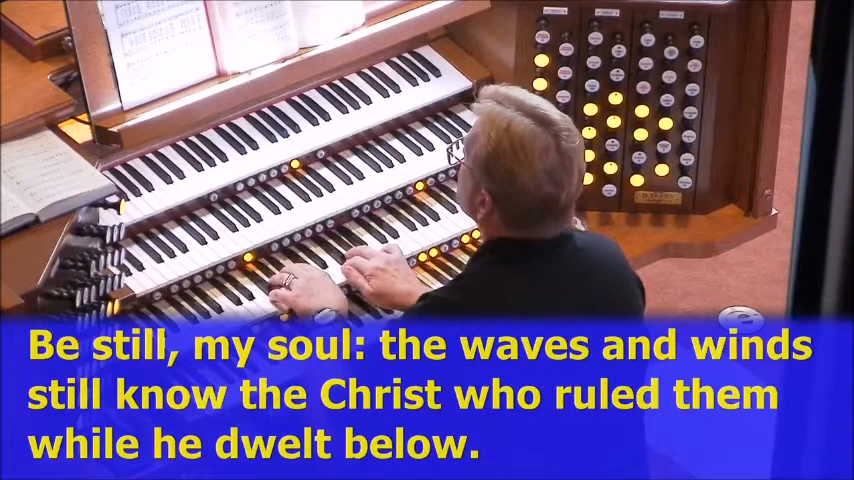 Be still, my soul: the waves and winds
still know the Christ who ruled them
while he dwelt below.